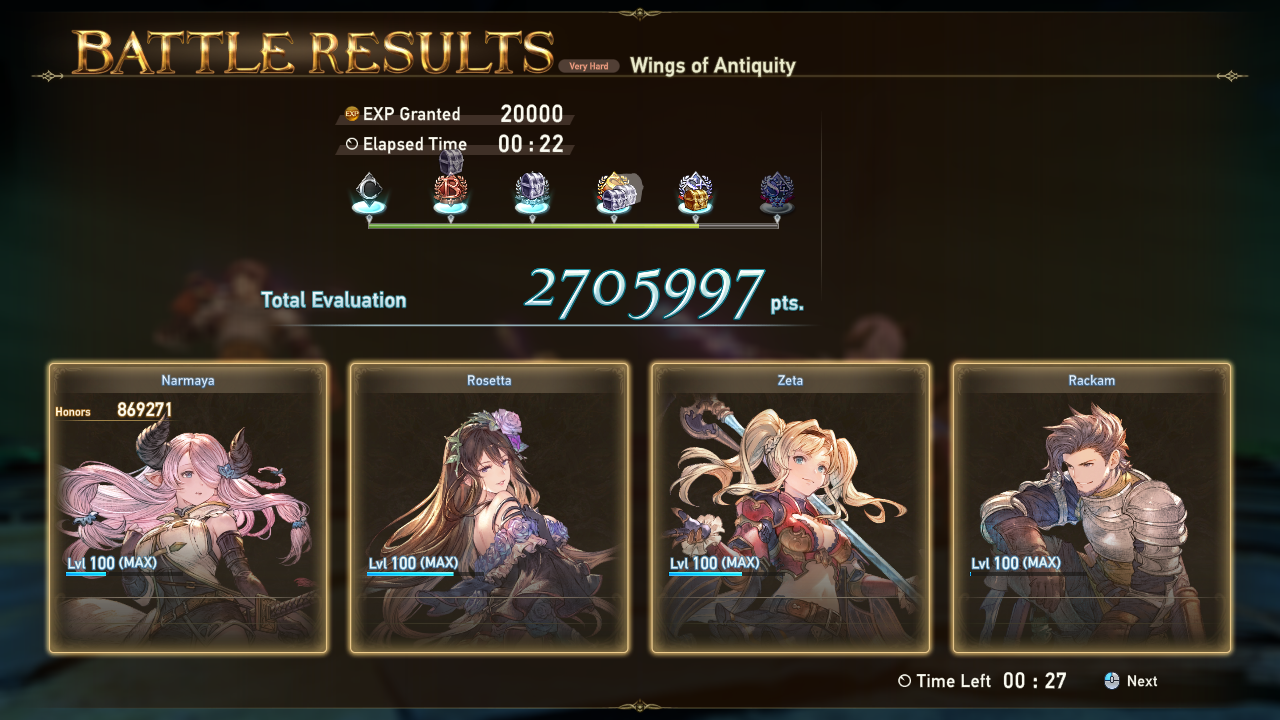 BATTLE RESULTS
Very Hard
Wings of Antiquity
EXP EXP Granted 20000
Elapsed Time 00 : 22
C B
Total Evaluation 2705997 pts.
Narmaya
Honors 869271
Lvl 100 (MAX)
Rosetta
Lvl 100 (MAX)
Zeta
Lvl 100 (MAX)
Rackam
Lvl 100 (MAX)
Time Left 00 : 27
Next